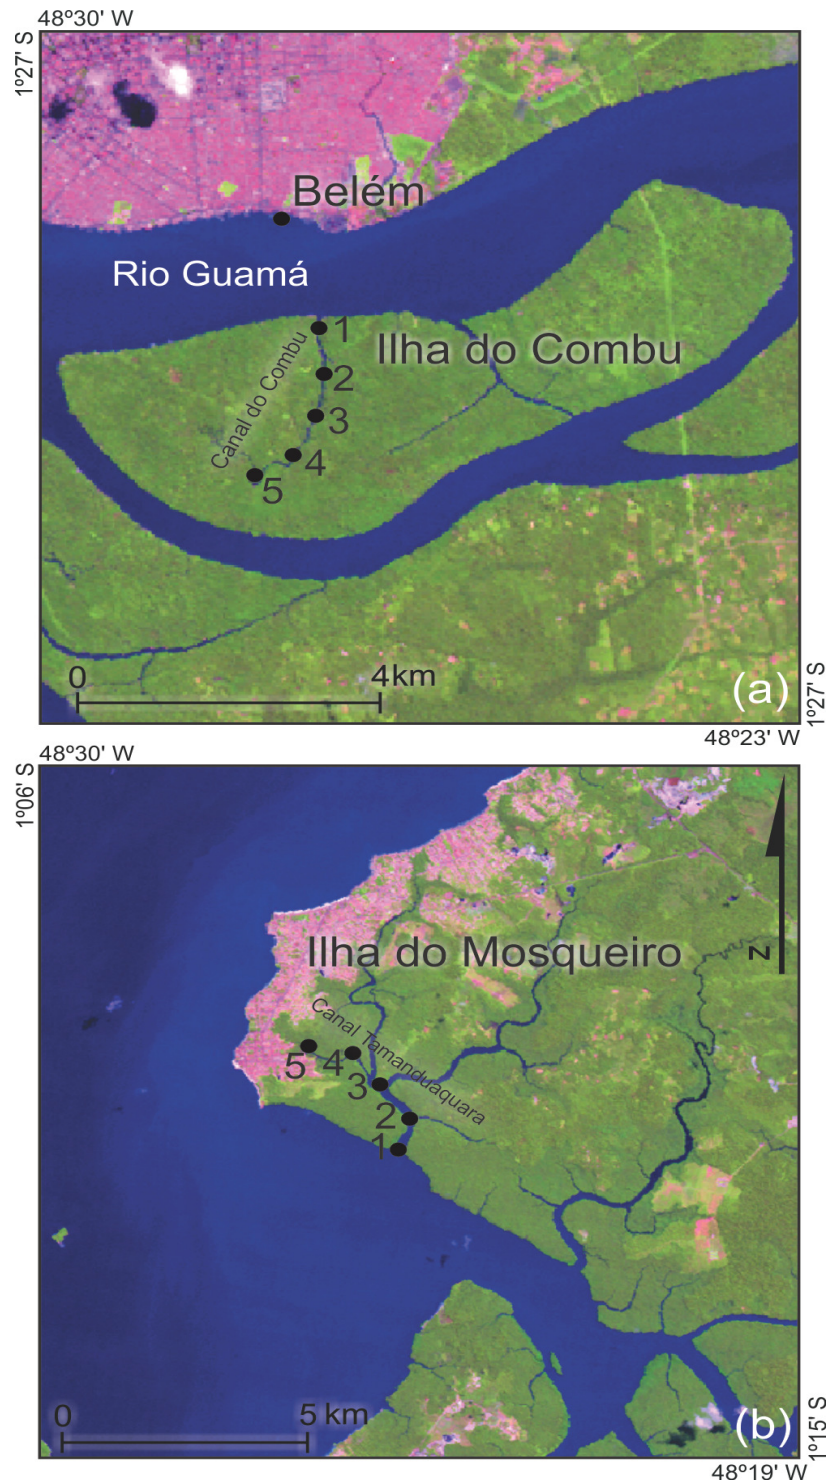 48º30' W
1º27' S
Belém
Rio Guamá
1
Ilha do Combu
Canal do Combu
2
3
4
5
0 4km
(a)
1º27' S
48º23' W
48º30' W
1º06' S
Ilha do Mosqueiro
N
Canal Tamanduaquara
5
4
3
2
1
0 5 km
(b)
1º15' S
48º19' W